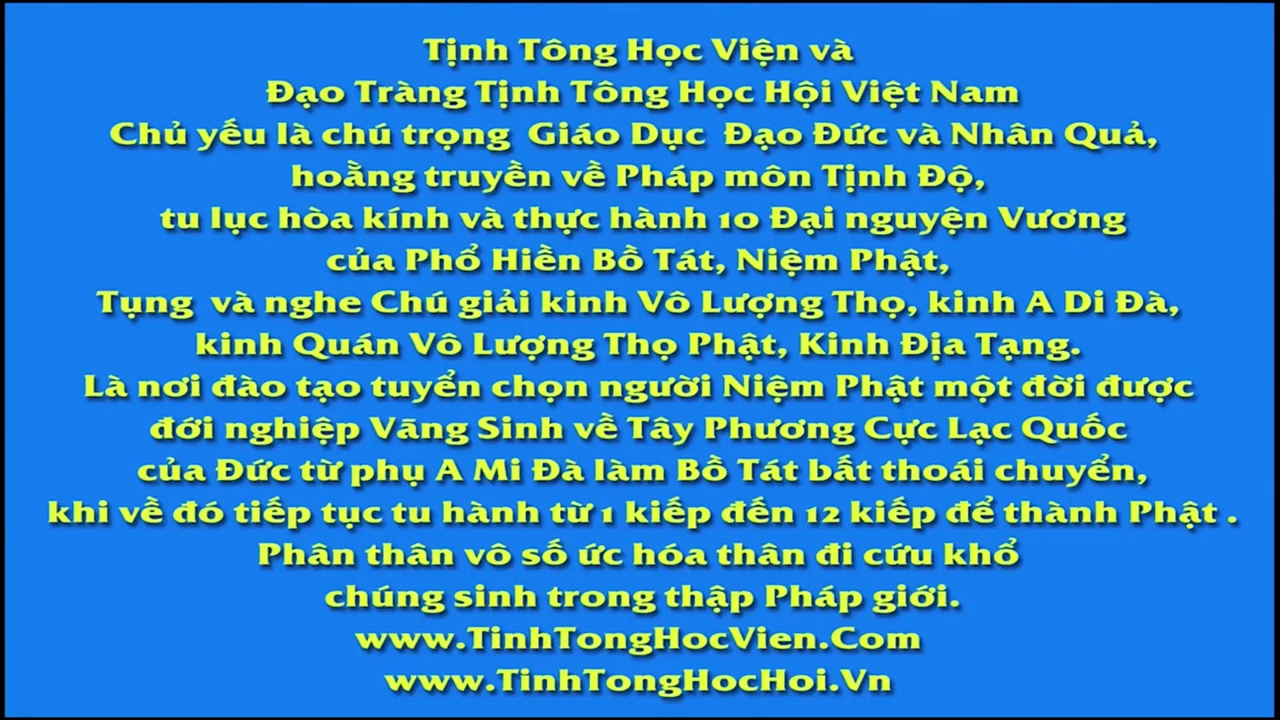 Tịnh Tông Học Viện và
Đạo Tràng Tịnh Tông Học Hội Việt Nam
Chủ yếu là chú trọng Giáo Dục Đạo Đức và Nhân Quả,
hoằng truyền về Pháp môn Tịnh Độ,
tu lục hòa kính và thực hành 10 Đại nguyện Vương
của Phổ Hiền Bồ Tát, Niệm Phật,
Tụng và nghe Chú giải kinh Vô Lượng Thọ, kinh A Di Đà,
kinh Quán Vô Lượng Thọ Phật, Kinh Địa Tạng.
Là nơi đào tạo tuyển chọn người Niệm Phật một đời được
đới nghiệp Vãng Sinh về Tây Phương Cực Lạc Quốc
của Đức từ phụ A Mi Đà làm Bồ Tát bất thoái chuyển,
khi về đó tiếp tục tu hành từ 1 kiếp đến 12 kiếp để thành Phật .
Phân thân vô số ức hóa thân đi cứu khổ
chúng sinh trong thập Pháp giới.
www.TinhTongHocVien.Com
www.TinhTongHocHoi.Vn